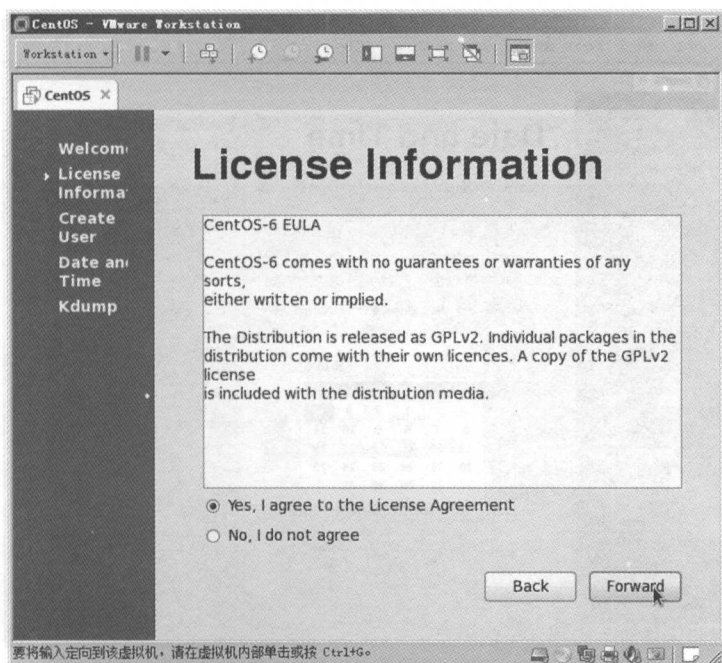 CentOS - VMware Workstation
Workstation
CentOS
Welcom
License
Informa
Create
User
Date and
Time
Kdump
License Information
CentOS-6 EULA
CentOS-6 comes with no guarantees or warranties of any
sorts,
either written or implied.
The Distribution is released as GPLv2. Individual packages in the
distribution come with their own licences. A copy of the GPLv2
license
is included with the distribution media.
Yes, I agree to the License Agreement
No, I do not agree
Back
Forward
要将输入定向到该虚拟机，请在虚拟机内部单击或按 Ctrl+G。